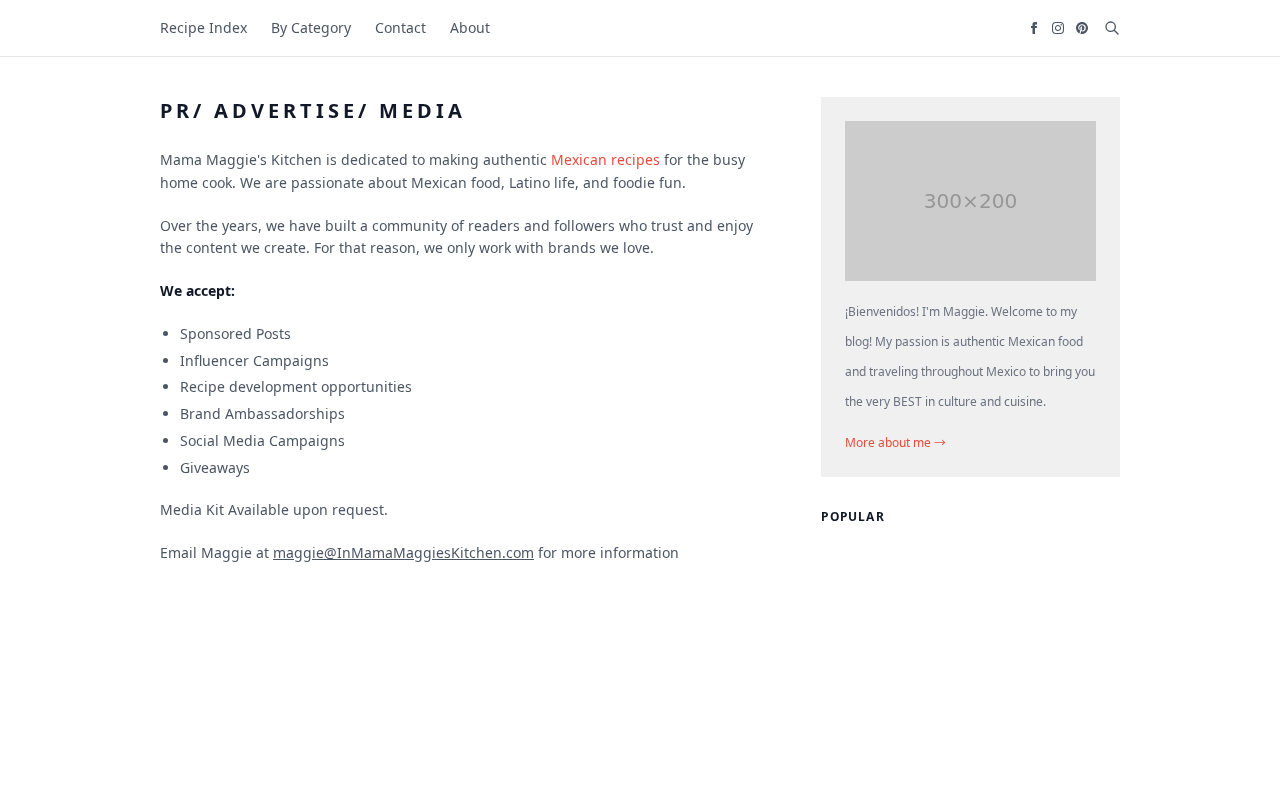 Recipe Index By Category Contact About
PR/ ADVERTISE/ MEDIA
Mama Maggie's Kitchen is dedicated to making authentic Mexican recipes for the busy
home cook. We are passionate about Mexican food, Latino life, and foodie fun.
Over the years, we have built a community of readers and followers who trust and enjoy
the content we create. For that reason, we only work with brands we love.
We accept:
• Sponsored Posts
• Influencer Campaigns
• Recipe development opportunities
• Brand Ambassadorships
• Social Media Campaigns
• Giveaways
Media Kit Available upon request.
Email Maggie at maggie@InMamaMaggiesKitchen.com for more information
300×200
¡Bienvenidos! I'm Maggie. Welcome to my
blog! My passion is authentic Mexican food
and traveling throughout Mexico to bring you
the very BEST in culture and cuisine.
More about me →
POPULAR